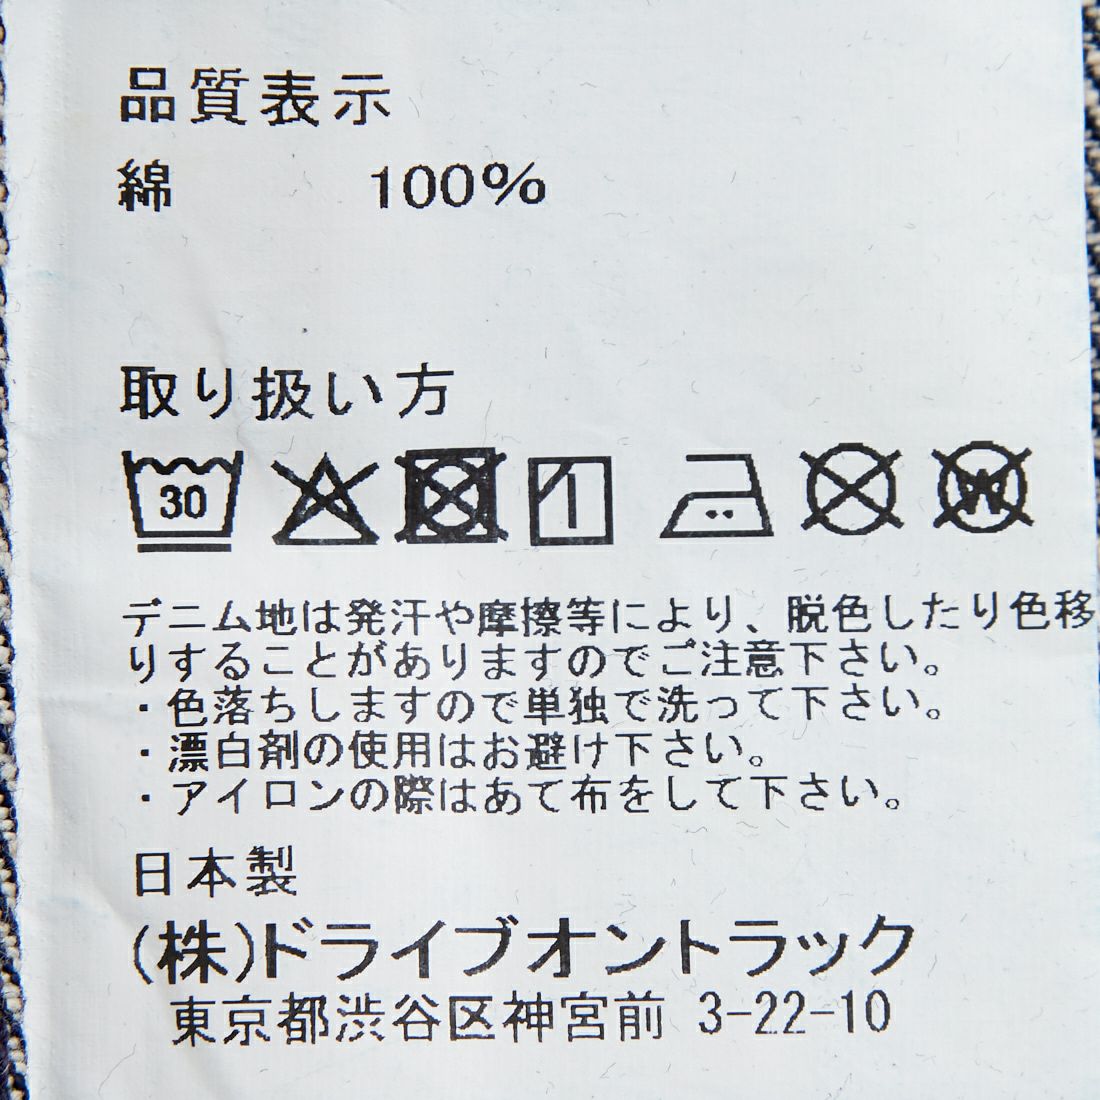 品質表示
綿 100%
取り扱い方
30
W
デニム地は発汗や摩擦等により、脱色したり色移
りすることがありますのでご注意下さい。
・色落ちしますので単独で洗って下さい。
・漂白剤の使用はお避け下さい。
・アイロンの際はあて布をして下さい。
日本製
(株)ドライブオントラック
東京都渋谷区神宮前 3-22-10